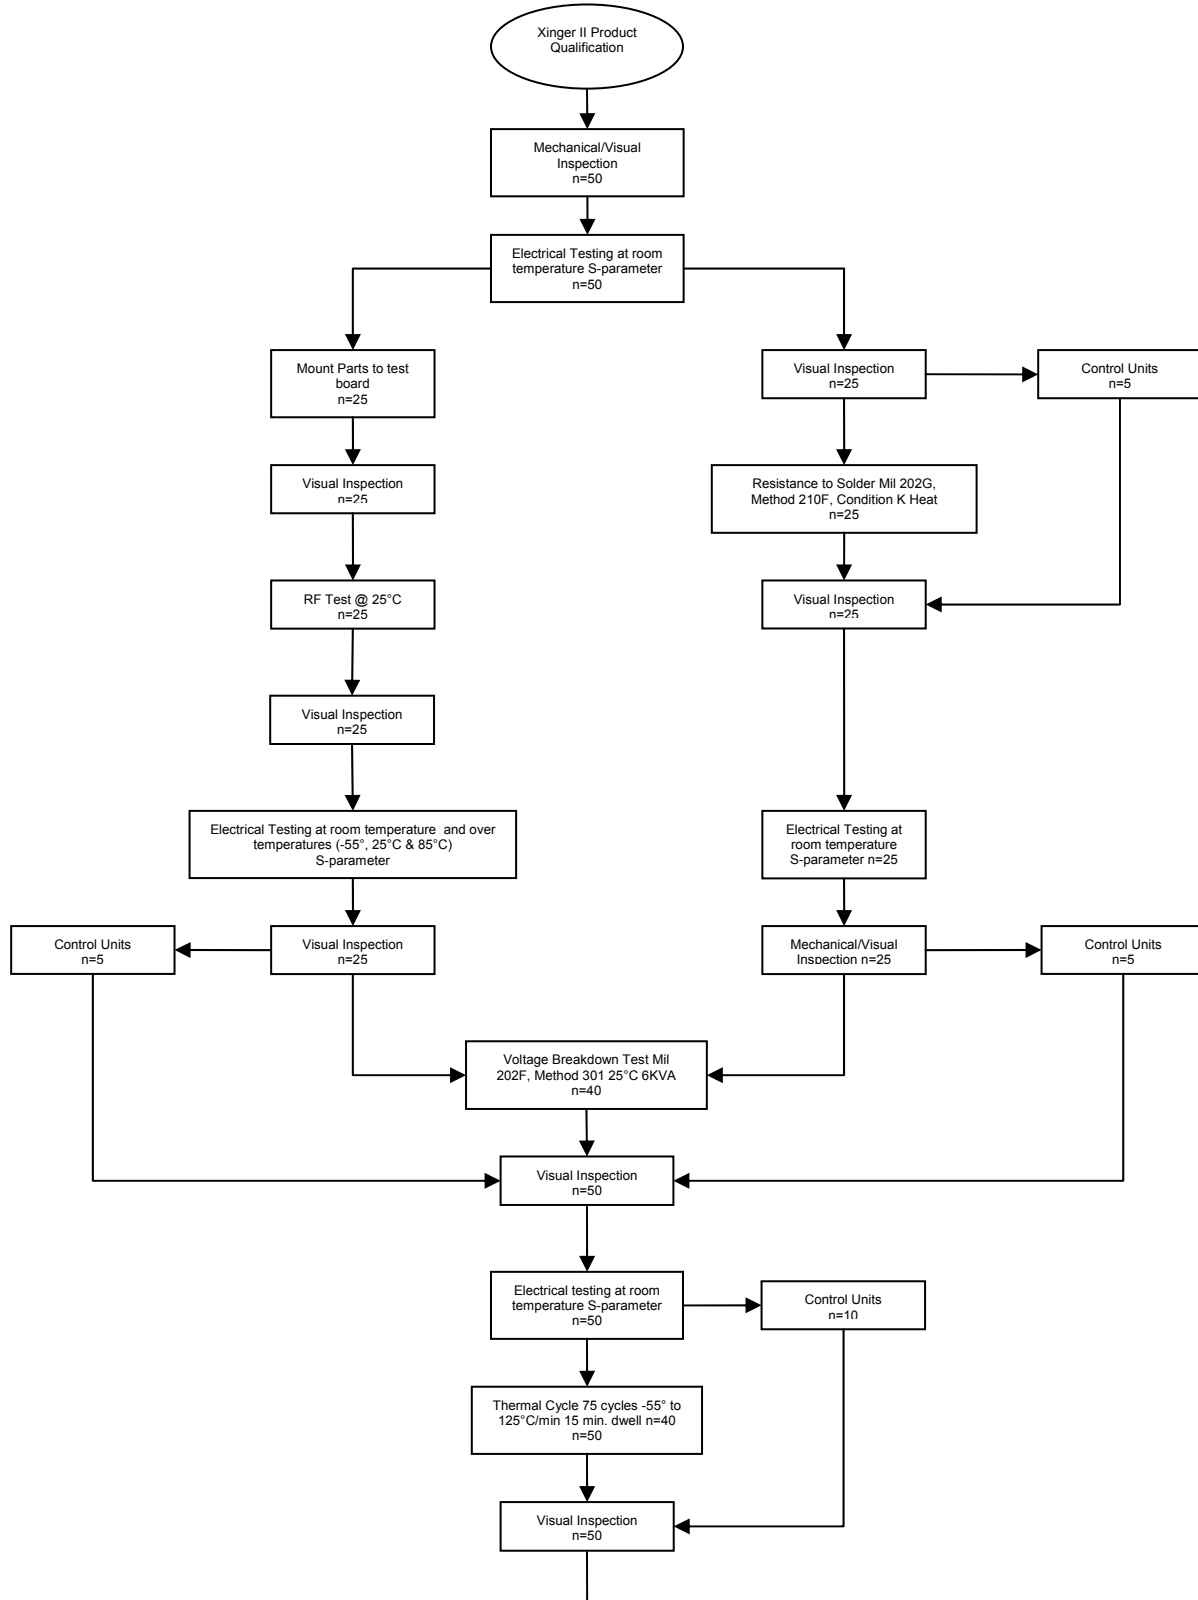 Xinger II Product
Qualification
Mechanical/Visual
Inspection
n=50
Electrical Testing at room
temperature S-parameter
n=50
Mount Parts to test
board
n=25
Visual Inspection
n=25
Control Units
n=5
Visual Inspection
n=25
Resistance to Solder Mil 202G,
Method 210F, Condition K Heat
n=25
RF Test @ 25°C
n=25
Visual Inspection
n=25
Visual Inspection
n=25
Electrical Testing at room temperature  and over
temperatures (-55°, 25°C & 85°C)
S-parameter
Electrical Testing at
room temperature
S-parameter n=25
Control Units
n=5
Visual Inspection
n=25
Mechanical/Visual
Inspection n=25
Control Units
n=5
Voltage Breakdown Test Mil
202F, Method 301 25°C 6KVA
n=40
Visual Inspection
n=50
Electrical testing at room
temperature S-parameter
n=50
Control Units
n=10
Thermal Cycle 75 cycles -55° to
125°C/min 15 min. dwell n=40
n=50
Visual Inspection
n=50